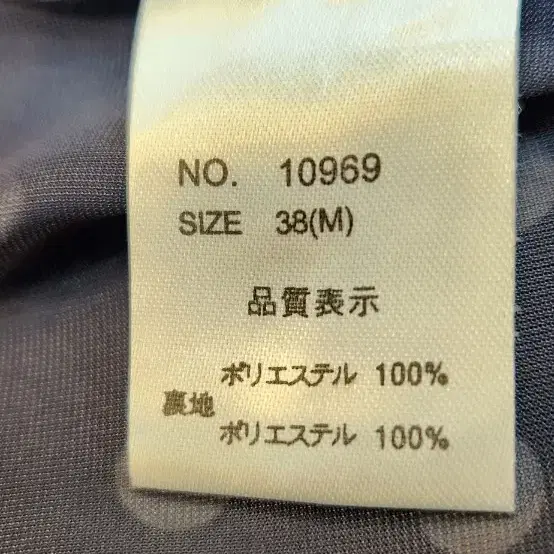 NO. 10969
SIZE 38(M)
品質表示
ポリエステル 100%
裏地
ポリエステル 100%